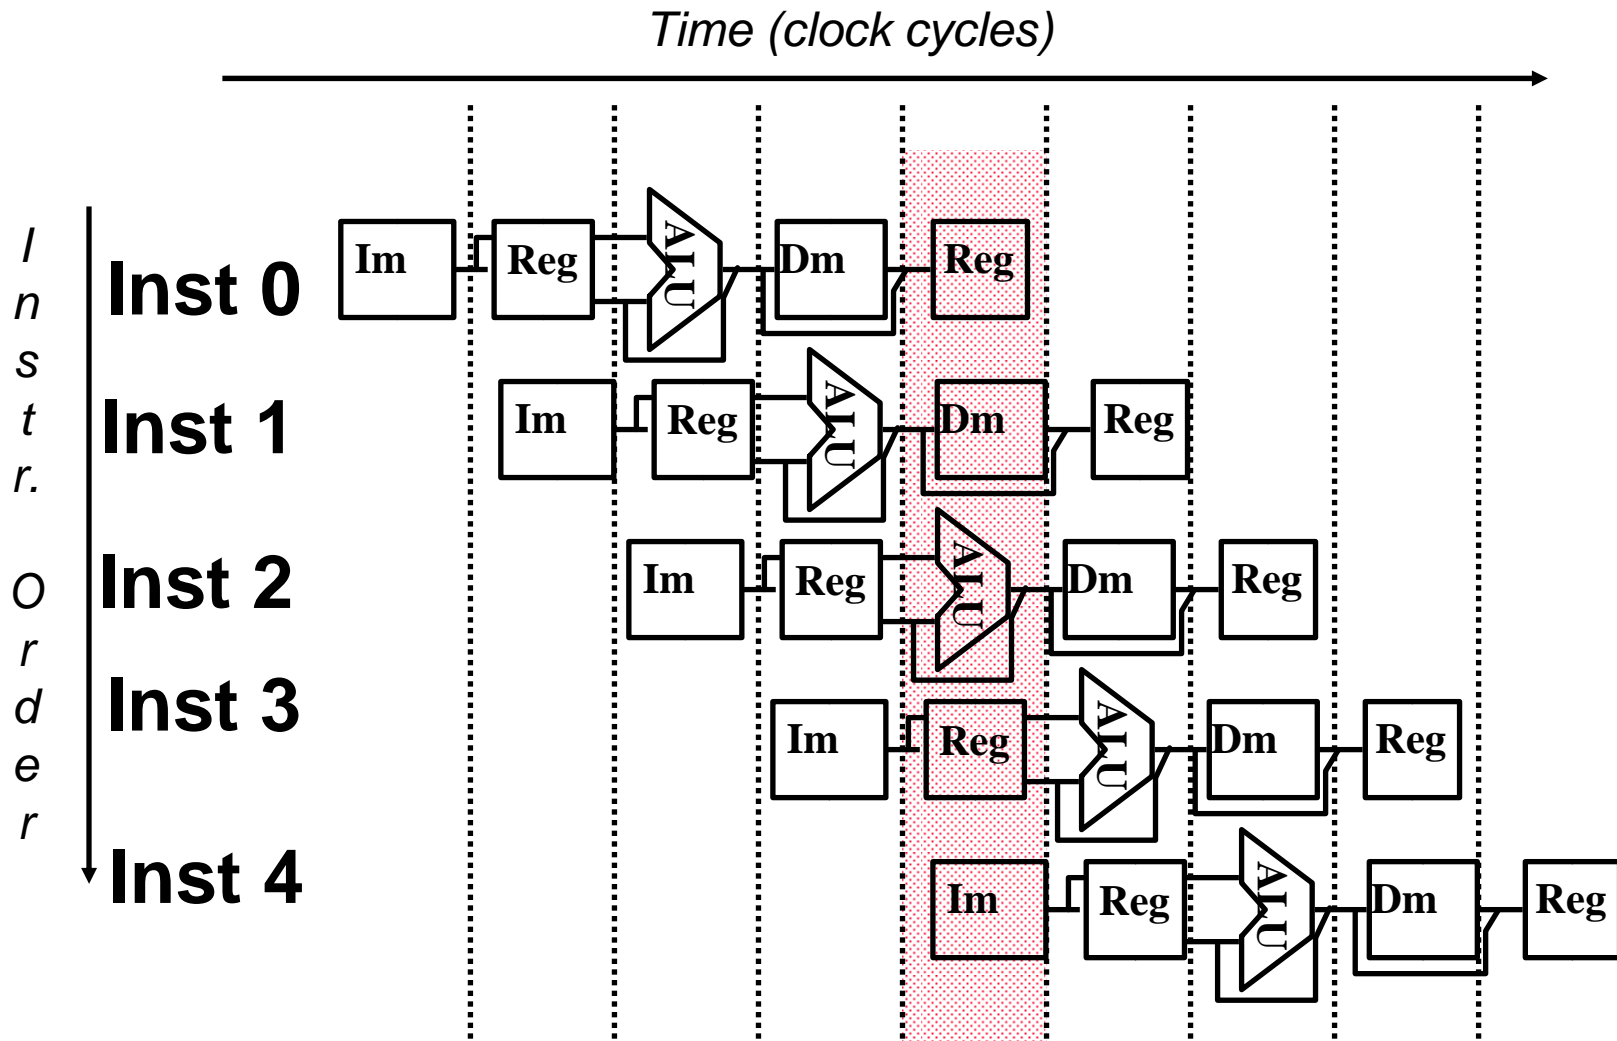 Time (clock cycles)
Instr. Order
Inst 0
Im Reg ALU Dm Reg
Inst 1
Im Reg ALU Dm Reg
Inst 2
Im Reg ALU Dm Reg
Inst 3
Im Reg ALU Dm Reg
Inst 4
Im Reg ALU Dm Reg